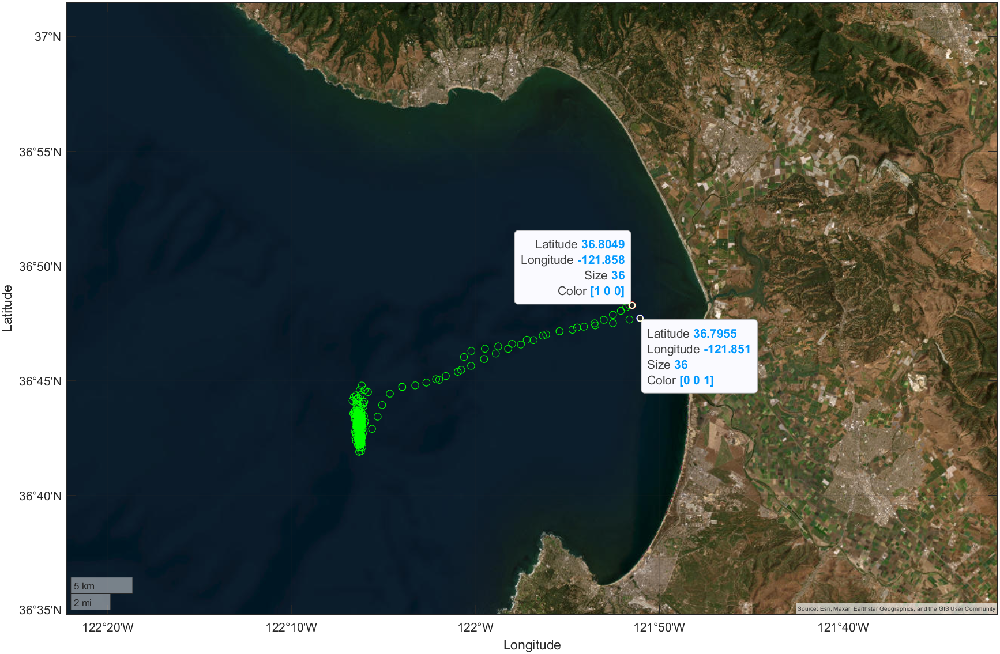 37°N
36°55'N
36°50'N
36°45'N
36°40'N
36°35'N
Latitude
Latitude 36.8049
Longitude -121.858
Size 36
Color [1 0 0]
Latitude 36.7955
Longitude -121.851
Size 36
Color [0 0 1]
5 km
2 mi
Source: Esri, Maxar, Earthstar Geographics, and the GIS User Community
122°20'W
122°10'W
122°W
121°50'W
121°40'W
Longitude